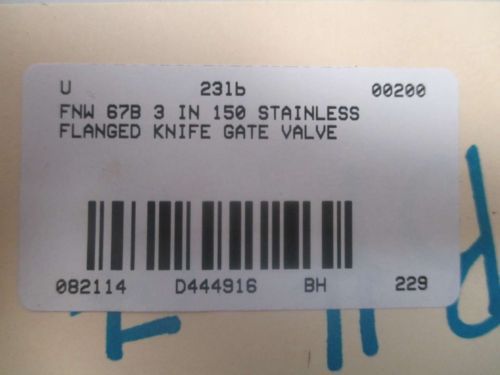 U 231b 00200
FNW 67B 3 IN 150 STAINLESS
FLANGED KNIFE GATE VALVE
082114 D444916 BH 229